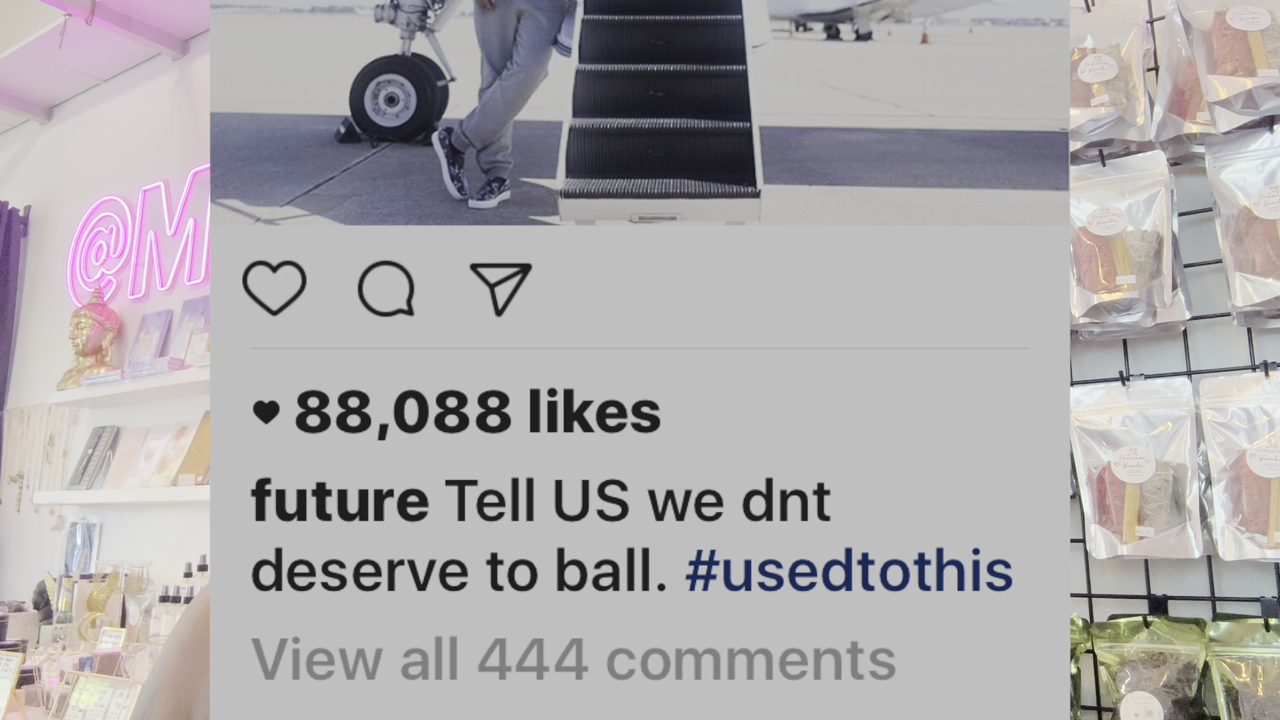 @M
88,088 likes
future Tell US we dnt
deserve to ball. #usedtothis
View all 444 comments